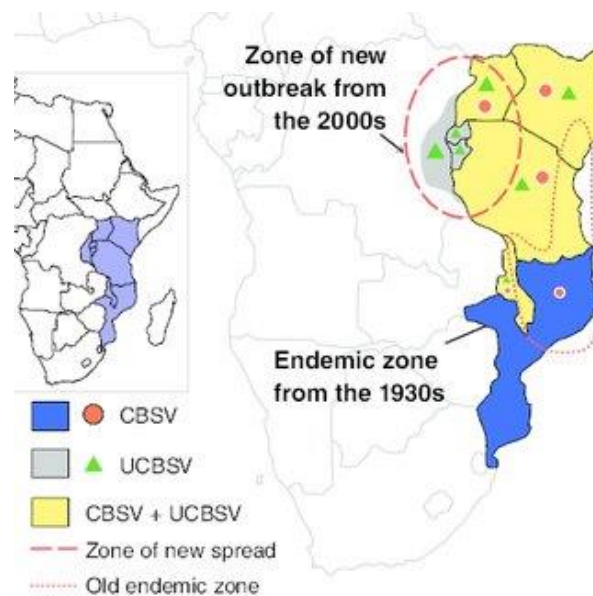 Zone of new
outbreak from
the 2000s
Endemic zone
from the 1930s
CBSV
UCBSV
CBSV + UCBSV
Zone of new spread
Old endemic zone